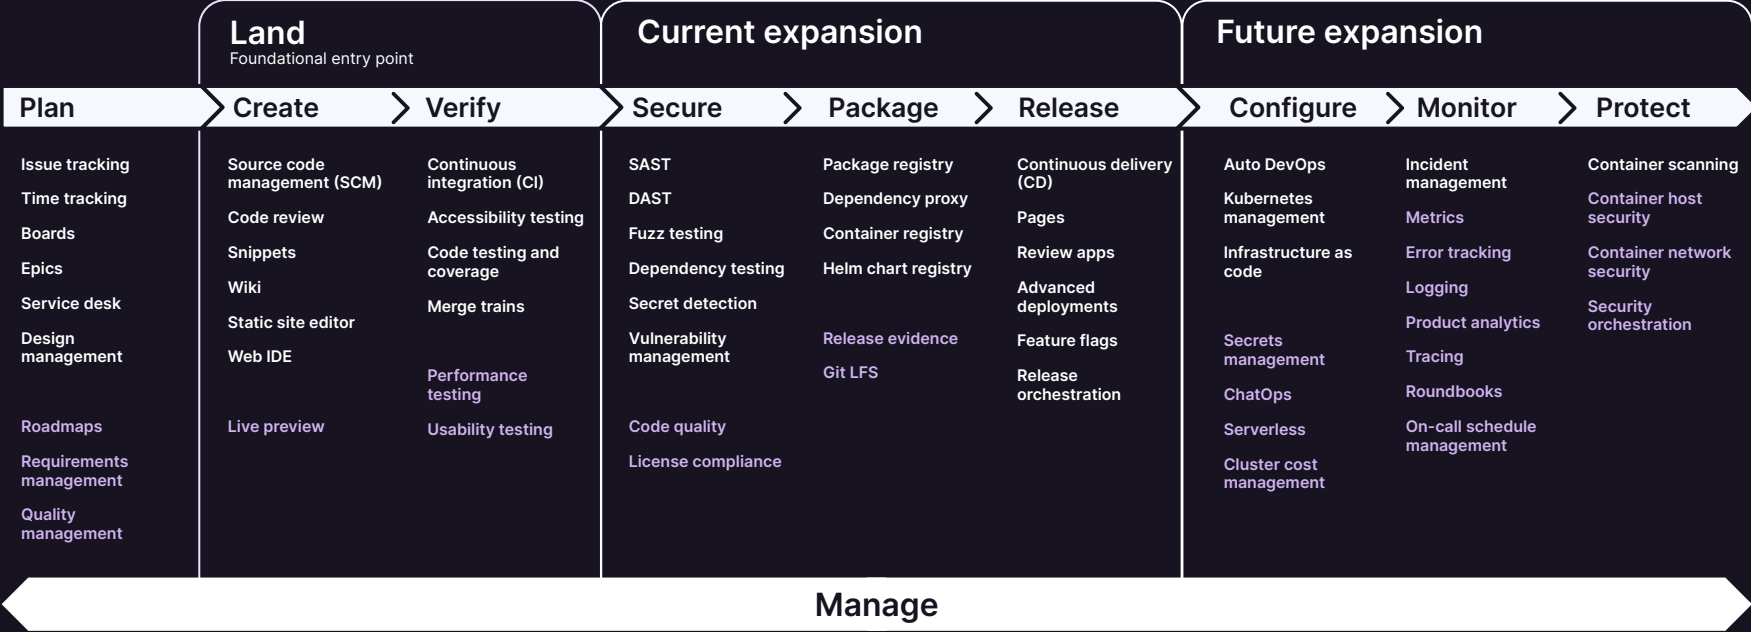 Land
Foundational entry point
Current expansion
Future expansion
Plan
Create
Verify
Secure
Package
Release
Configure
Monitor
Protect
Issue tracking
Time tracking
Boards
Epics
Service desk
Design
management
Roadmaps
Requirements
management
Quality
management
Source code
management (SCM)
Code review
Snippets
Wiki
Static site editor
Web IDE
Live preview
Continuous
integration (CI)
Accessibility testing
Code testing and
coverage
Merge trains
Performance
testing
Usability testing
SAST
DAST
Fuzz testing
Dependency testing
Secret detection
Vulnerability
management
Code quality
License compliance
Package registry
Dependency proxy
Container registry
Helm chart registry
Release evidence
Git LFS
Continuous delivery
(CD)
Pages
Review apps
Advanced
deployments
Feature flags
Release
orchestration
Auto DevOps
Kubernetes
management
Infrastructure as
code
Secrets
management
ChatOps
Serverless
Cluster cost
management
Incident
management
Metrics
Error tracking
Logging
Product analytics
Tracing
Roundbooks
On-call schedule
management
Container scanning
Container host
security
Container network
security
Security
orchestration
Manage